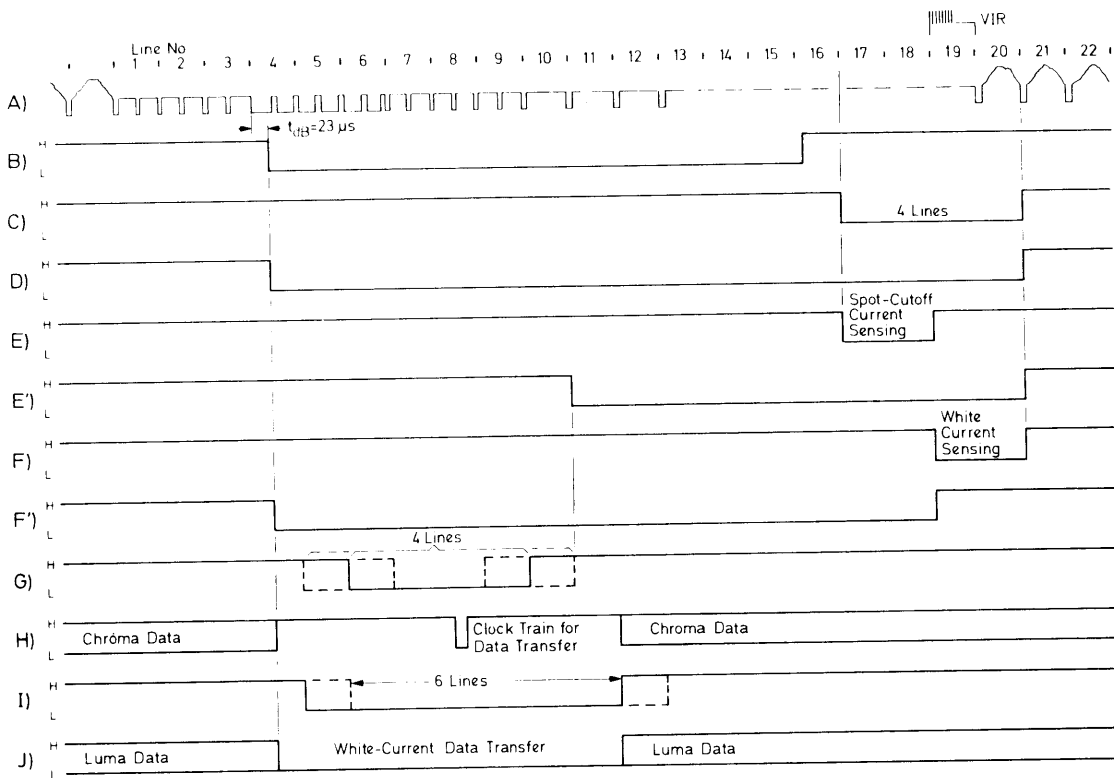 VIR
Line No
1 2 3 4 5 6 7 8 9 10 11 12 13 14 15 16 17 18 19 20 21 22
A)
t_dB=23 µs
H
B)
L
H
C)
4 Lines
L
H
D)
L
Spot-Cutoff
H
Current
E)
Sensing
L
H
E')
L
White
H
Current
F)
Sensing
L
H
F')
L
4 Lines
H
G)
L
H
H)
Chroma Data
Clock Train for
Data Transfer
Chroma Data
L
H
I)
6 Lines
L
H
J)
Luma Data
White-Current Data Transfer
Luma Data
L